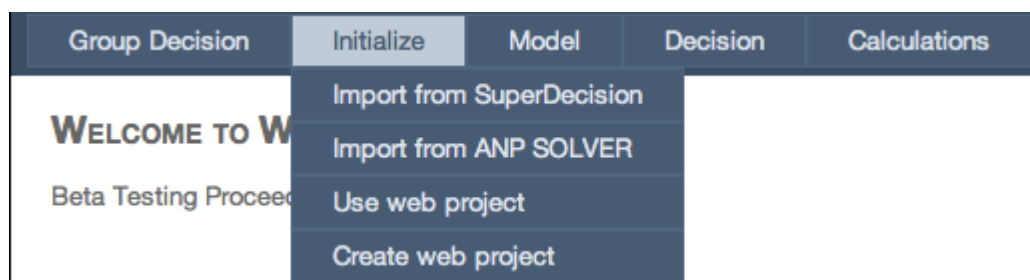 Group Decision Initialize Model Decision Calculations
Import from SuperDecision
WELCOME TO W
Import from ANP SOLVER
Beta Testing
Use web project
Create web project